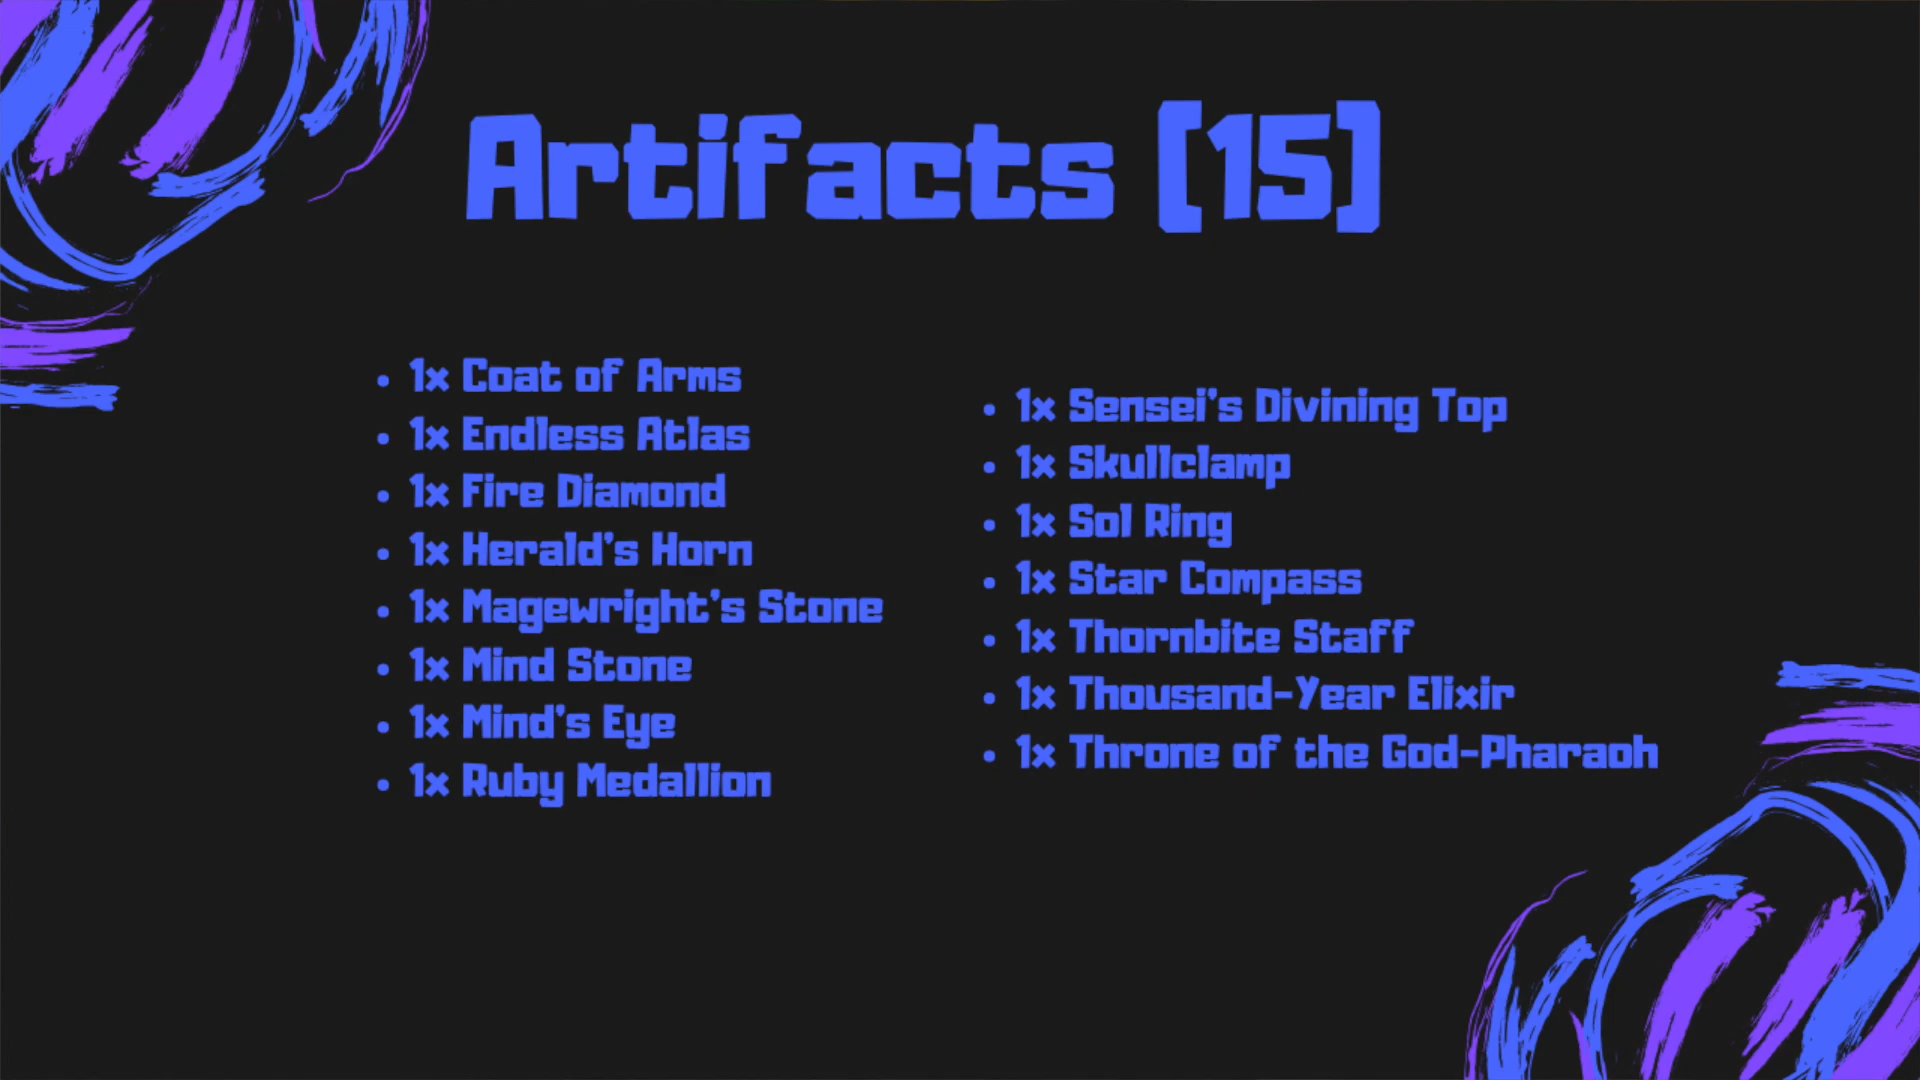 Artifacts (15)
• 1x Coat of Arms
• 1x Endless Atlas
• 1x Fire Diamond
• 1x Herald's Horn
• 1x Magewright's Stone
• 1x Mind Stone
• 1x Mind's Eye
• 1x Ruby Medallion
• 1x Sensei's Divining Top
• 1x Skullclamp
• 1x Sol Ring
• 1x Star Compass
• 1x Thornbite Staff
• 1x Thousand-Year Elixir
• 1x Throne of the God-Pharaoh